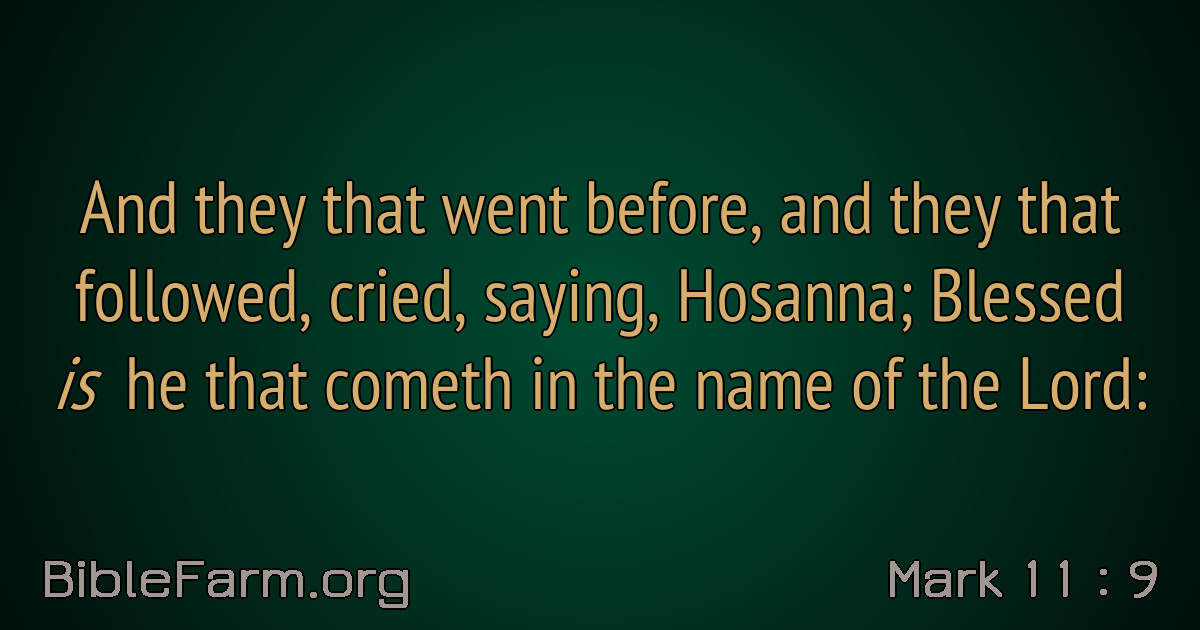 And they that went before, and they that
followed, cried, saying, Hosanna; Blessed
is he that cometh in the name of the Lord:
BibleFarm.org
Mark 11 : 9